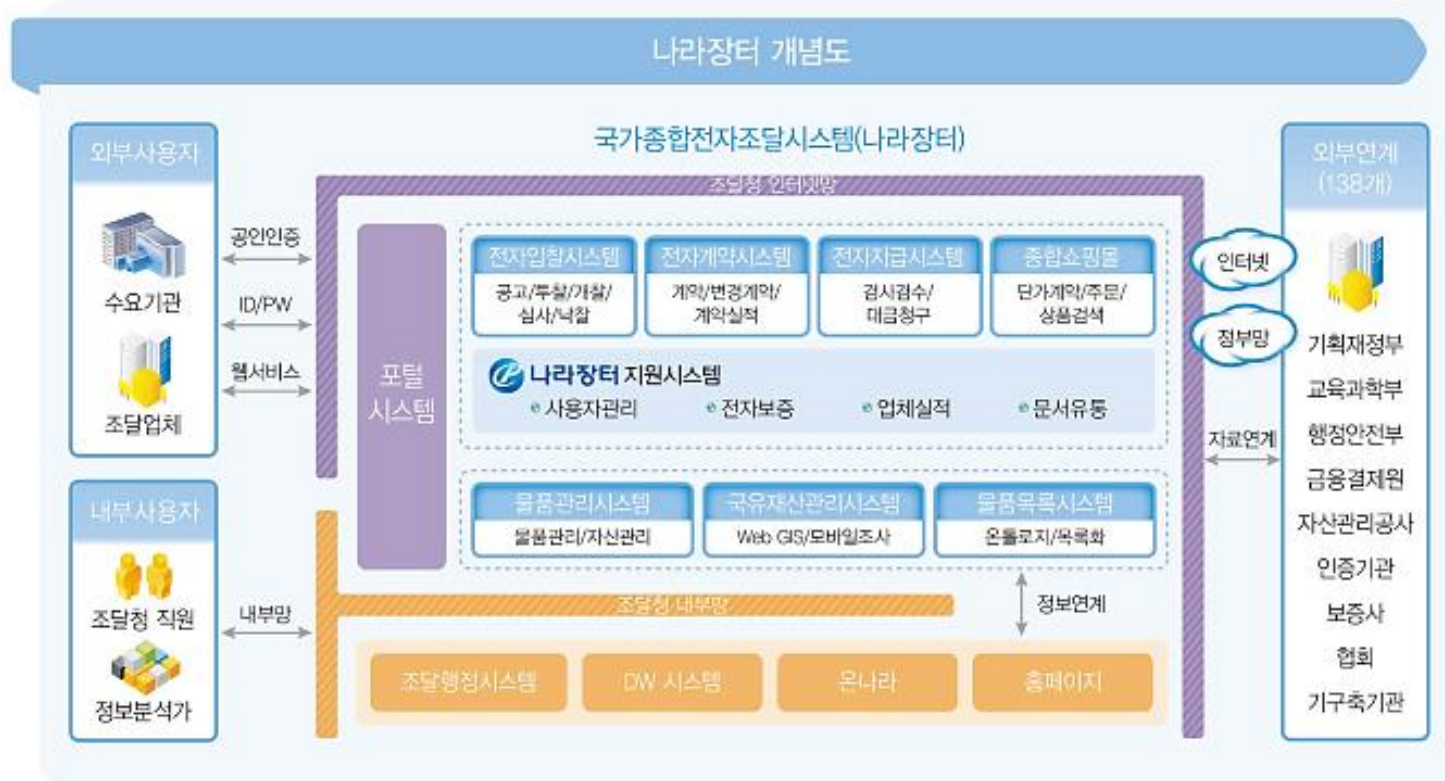 나라장터 개념도
외부사용자
수요기관
조달업체
내부사용자
조달청 직원
정보분석가
공인인증
ID/PW
웹서비스
내부망
국가종합전자조달시스템(나라장터)
조달청 인터넷망
포털
시스템
전자입찰시스템
공고/투찰/개찰/
심사/낙찰
전자계약시스템
계약/변경계약/
계약실적
전자지급시스템
검사검수/
대금청구
종합쇼핑몰
단가계약/주문/
상품검색
나라장터 지원시스템
사용자관리
전자보증
업체실적
문서유통
물품관리시스템
물품관리/자산관리
국유재산관리시스템
Web GIS/모바일조사
물품목록시스템
온톨로지/목록화
조달청 내부망
정보연계
조달행정시스템
DW 시스템
온나라
홈페이지
인터넷
정부망
자료연계
외부연계
(138개)
기획재정부
교육과학부
행정안전부
금융결제원
자산관리공사
인증기관
보증사
협회
기구축기관